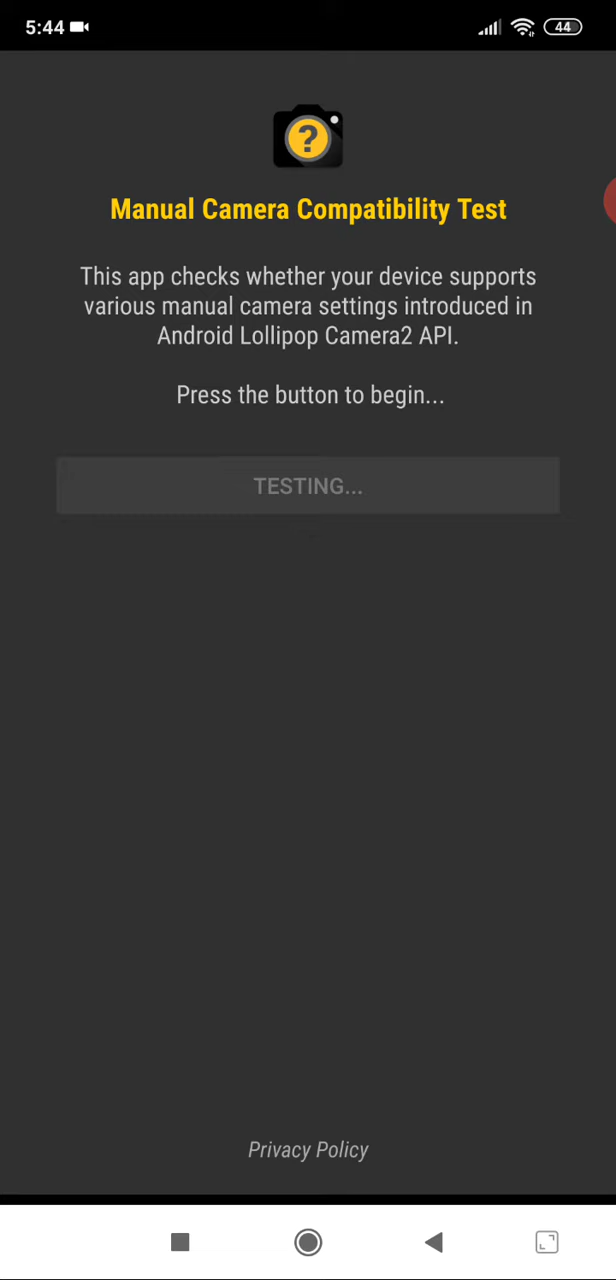 5:44
44
?
Manual Camera Compatibility Test
This app checks whether your device supports
various manual camera settings introduced in
Android Lollipop Camera2 API.
Press the button to begin...
TESTING...
Privacy Policy